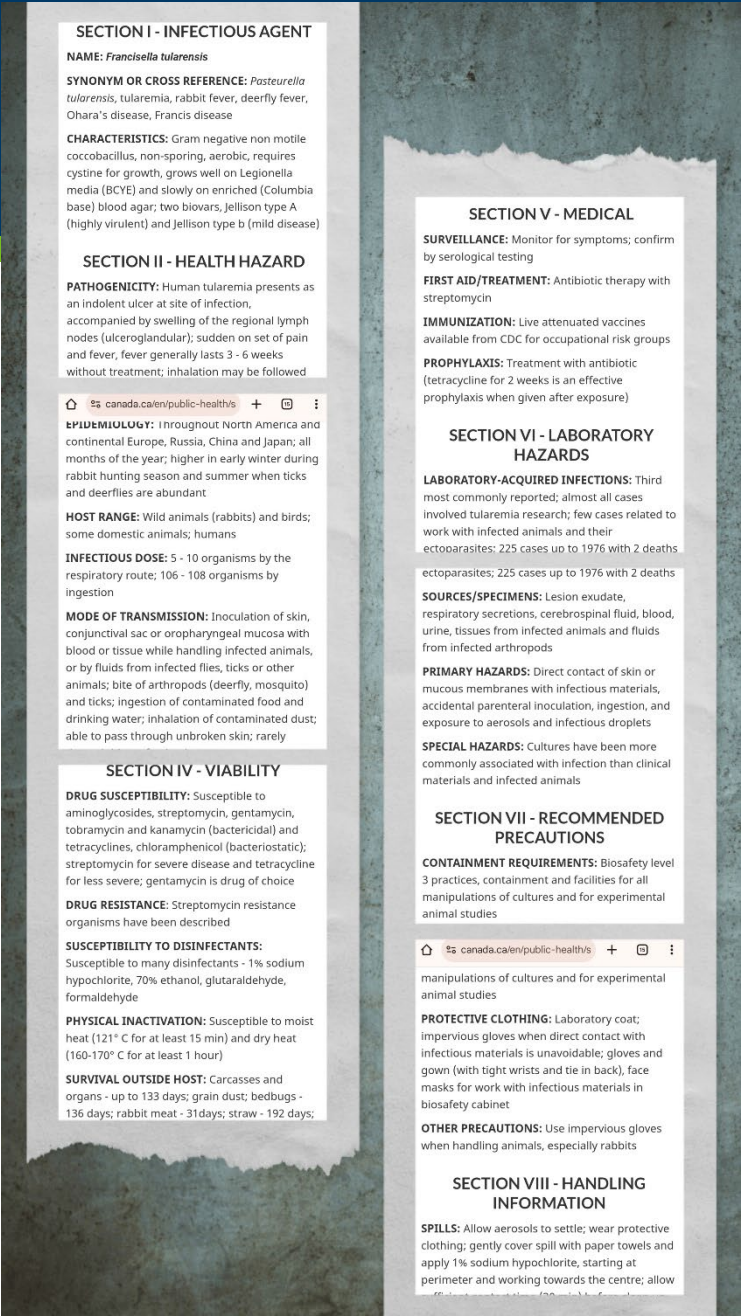 SECTION I - INFECTIOUS AGENT
NAME: Francisella tularensis
SYNONYM OR CROSS REFERENCE: Pasteurella
tularensis, tularemia, rabbit fever, deerfly fever,
Ohara's disease, Francis disease
CHARACTERISTICS: Gram negative non motile
coccobacillus, non-sporing, aerobic, requires
cystine for growth, grows well on Legionella
media (BCYE) and slowly on enriched (Columbia
base) blood agar; two biovars, Jellison type A
(highly virulent) and Jellison type b (mild disease)
SECTION II - HEALTH HAZARD
PATHOGENICITY: Human tularemia presents as
an indolent ulcer at site of infection,
accompanied by swelling of the regional lymph
nodes (ulceroglandular); sudden on set of pain
and fever, fever generally lasts 3 - 6 weeks
without treatment; inhalation may be followed
canada.ca/en/public-health/s
15
EPIDEMIOLOGY: Throughout North America and
continental Europe, Russia, China and Japan; all
months of the year; higher in early winter during
rabbit hunting season and summer when ticks
and deerflies are abundant
HOST RANGE: Wild animals (rabbits) and birds;
some domestic animals; humans
INFECTIOUS DOSE: 5 - 10 organisms by the
respiratory route; 106 - 108 organisms by
ingestion
MODE OF TRANSMISSION: Inoculation of skin,
conjunctival sac or oropharyngeal mucosa with
blood or tissue while handling infected animals,
or by fluids from infected flies, ticks or other
animals; bite of arthropods (deerfly, mosquito)
and ticks; ingestion of contaminated food and
drinking water; inhalation of contaminated dust;
able to pass through unbroken skin; rarely
SECTION IV - VIABILITY
DRUG SUSCEPTIBILITY: Susceptible to
aminoglycosides, streptomycin, gentamycin,
tobramycin and kanamycin (bactericidal) and
tetracyclines, chloramphenicol (bacteriostatic);
streptomycin for severe disease and tetracycline
for less severe; gentamycin is drug of choice
DRUG RESISTANCE: Streptomycin resistance
organisms have been described
SUSCEPTIBILITY TO DISINFECTANTS:
Susceptible to many disinfectants - 1% sodium
hypochlorite, 70% ethanol, glutaraldehyde,
formaldehyde
PHYSICAL INACTIVATION: Susceptible to moist
heat (121° C for at least 15 min) and dry heat
(160-170° C for at least 1 hour)
SURVIVAL OUTSIDE HOST: Carcasses and
organs - up to 133 days; grain dust; bedbugs -
136 days; rabbit meat - 31days; straw - 192 days;
SECTION V - MEDICAL
SURVEILLANCE: Monitor for symptoms; confirm
by serological testing
FIRST AID/TREATMENT: Antibiotic therapy with
streptomycin
IMMUNIZATION: Live attenuated vaccines
available from CDC for occupational risk groups
PROPHYLAXIS: Treatment with antibiotic
(tetracycline for 2 weeks is an effective
prophylaxis when given after exposure)
SECTION VI - LABORATORY
HAZARDS
LABORATORY-ACQUIRED INFECTIONS: Third
most commonly reported; almost all cases
involved tularemia research; few cases related to
work with infected animals and their
ectoparasites; 225 cases up to 1976 with 2 deaths
ectoparasites; 225 cases up to 1976 with 2 deaths
SOURCES/SPECIMENS: Lesion exudate,
respiratory secretions, cerebrospinal fluid, blood,
urine, tissues from infected animals and fluids
from infected arthropods
PRIMARY HAZARDS: Direct contact of skin or
mucous membranes with infectious materials,
accidental parenteral inoculation, ingestion, and
exposure to aerosols and infectious droplets
SPECIAL HAZARDS: Cultures have been more
commonly associated with infection than clinical
materials and infected animals
SECTION VII - RECOMMENDED
PRECAUTIONS
CONTAINMENT REQUIREMENTS: Biosafety level
3 practices, containment and facilities for all
manipulations of cultures and for experimental
animal studies
canada.ca/en/public-health/s
15
manipulations of cultures and for experimental
animal studies
PROTECTIVE CLOTHING: Laboratory coat;
impervious gloves when direct contact with
infectious materials is unavoidable; gloves and
gown (with tight wrists and tie in back), face
masks for work with infectious materials in
biosafety cabinet
OTHER PRECAUTIONS: Use impervious gloves
when handling animals, especially rabbits
SECTION VIII - HANDLING
INFORMATION
SPILLS: Allow aerosols to settle; wear protective
clothing; gently cover spill with paper towels and
apply 1% sodium hypochlorite, starting at
perimeter and working towards the centre; allow